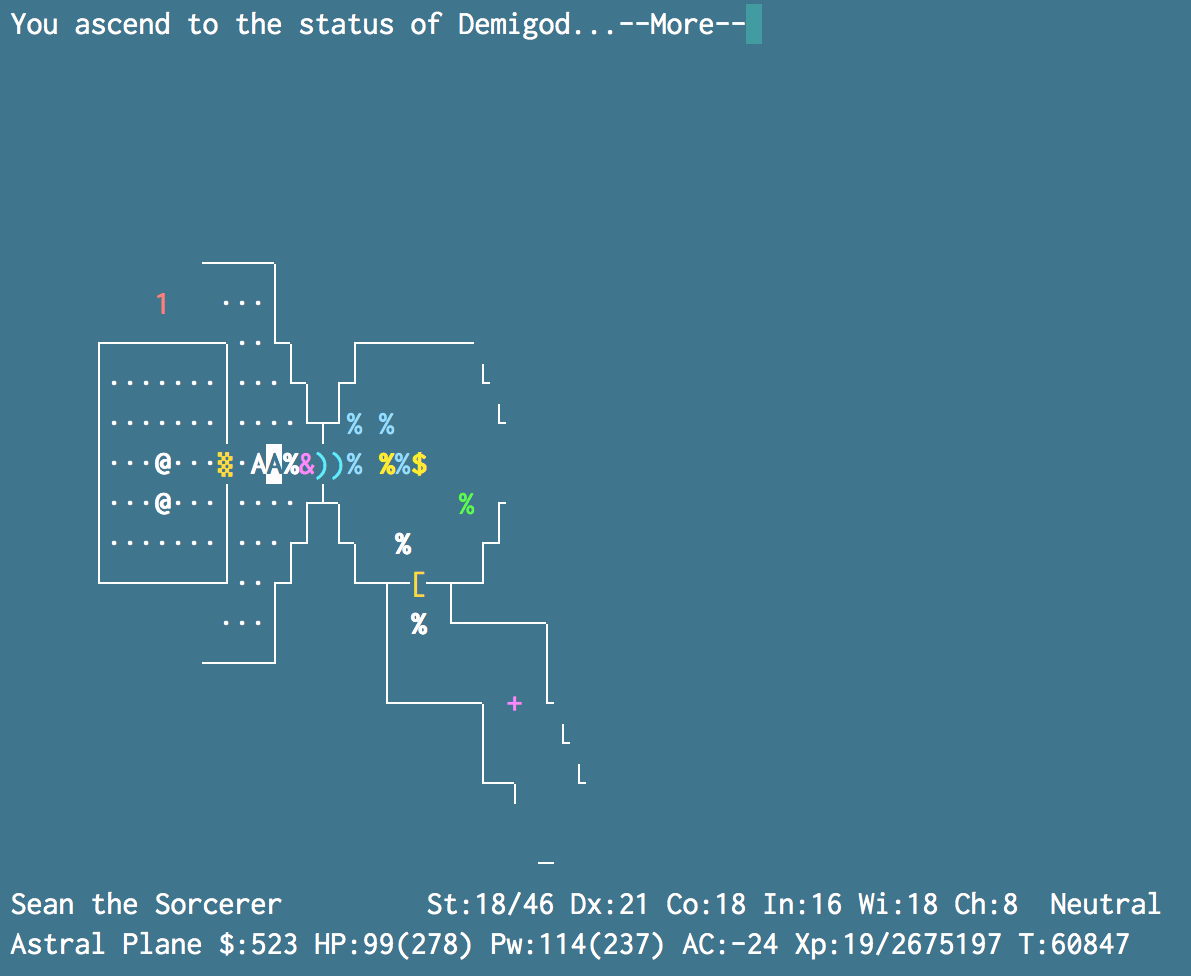 You ascend to the status of Demigod...--More--
1 ...
..
....... ...
....... .... % %
...@...▒. AA%&))% %%$
...@... .... %
....... ... %
.. [
... %
+
Sean the Sorcerer St:18/46 Dx:21 Co:18 In:16 Wi:18 Ch:8 Neutral
Astral Plane $:523 HP:99(278) Pw:114(237) AC:-24 Xp:19/2675197 T:60847